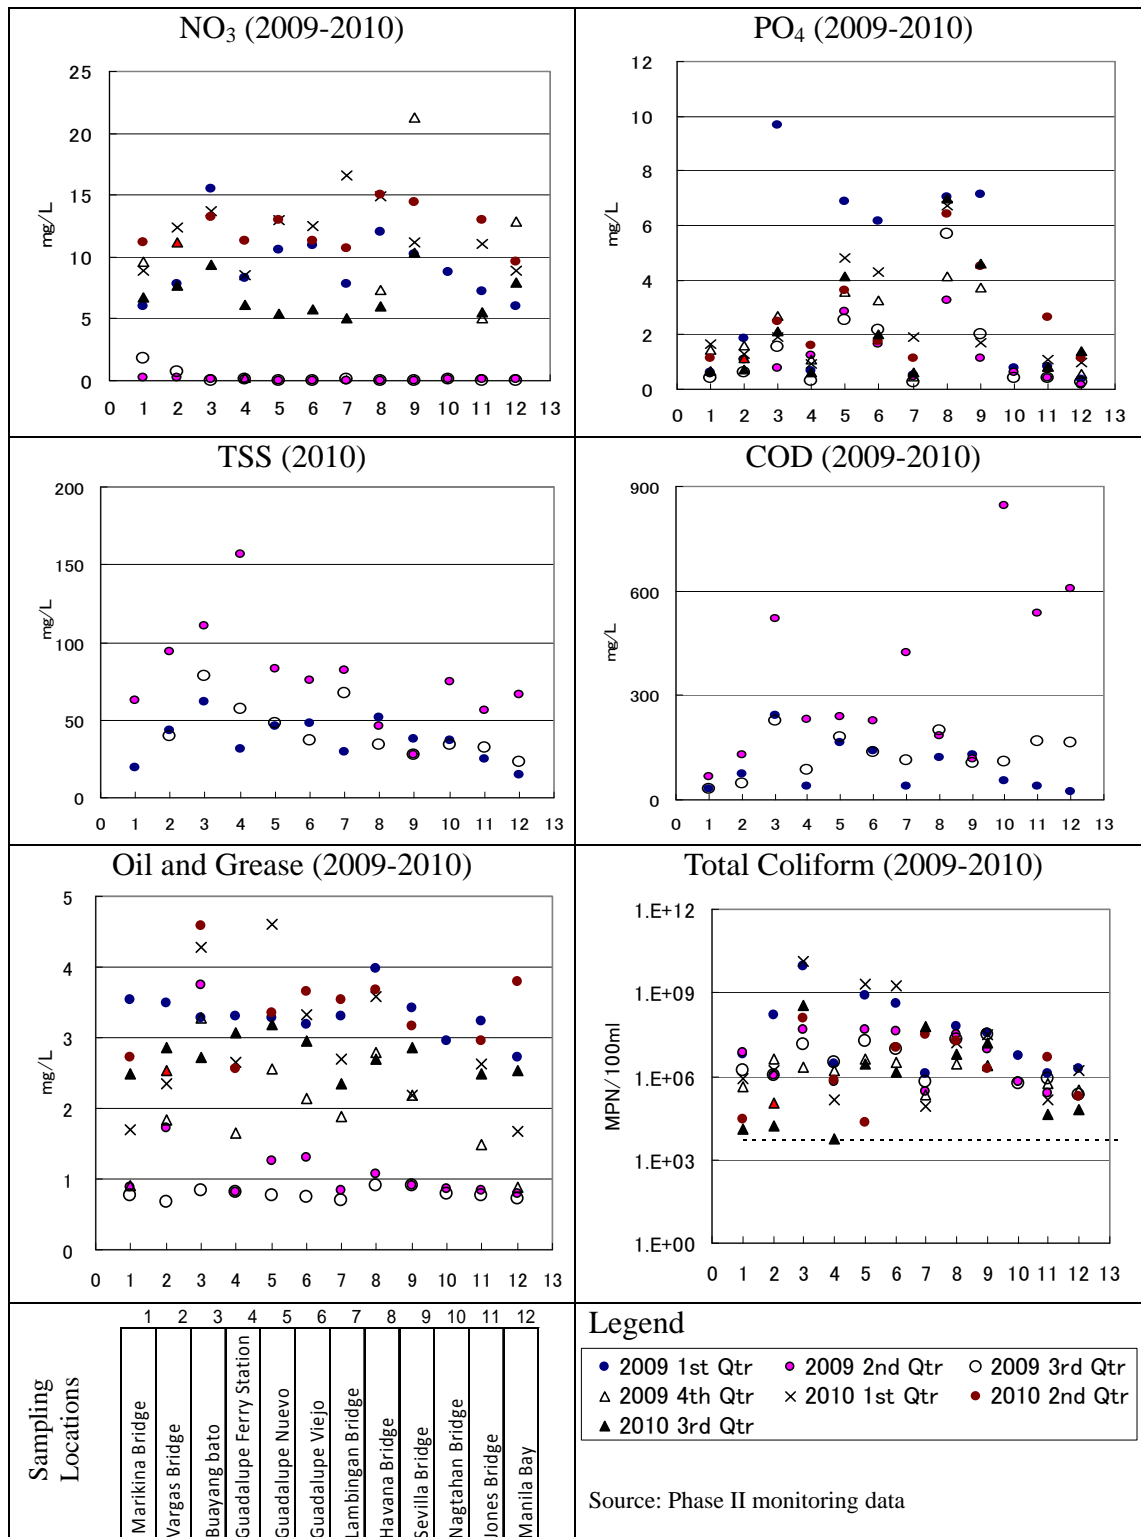 NO3 (2009-2010)
25
20
15
10
5
0
mg/L
0 1 2 3 4 5 6 7 8 9 10 11 12 13
PO4 (2009-2010)
12
10
8
6
4
2
0
mg/L
0 1 2 3 4 5 6 7 8 9 10 11 12 13
TSS (2010)
200
150
100
50
0
mg/L
0 1 2 3 4 5 6 7 8 9 10 11 12 13
COD (2009-2010)
900
600
300
0
mg/L
0 1 2 3 4 5 6 7 8 9 10 11 12 13
Oil and Grease (2009-2010)
5
4
3
2
1
0
mg/L
0 1 2 3 4 5 6 7 8 9 10 11 12 13
Total Coliform (2009-2010)
1.E+12
1.E+09
1.E+06
1.E+03
1.E+00
MPN/100ml
0 1 2 3 4 5 6 7 8 9 10 11 12 13
Sampling
Locations
1 2 3 4 5 6 7 8 9 10 11 12
Marikina Bridge
Vargas Bridge
Buayang bato
Guadalupe Ferry Station
Guadalupe Nuevo
Guadalupe Viejo
Lambingan Bridge
Havana Bridge
Sevilla Bridge
Nagtahan Bridge
Jones Bridge
Manila Bay
Legend
2009 1st Qtr 2009 2nd Qtr 2009 3rd Qtr
2009 4th Qtr 2010 1st Qtr 2010 2nd Qtr
2010 3rd Qtr
Source: Phase II monitoring data